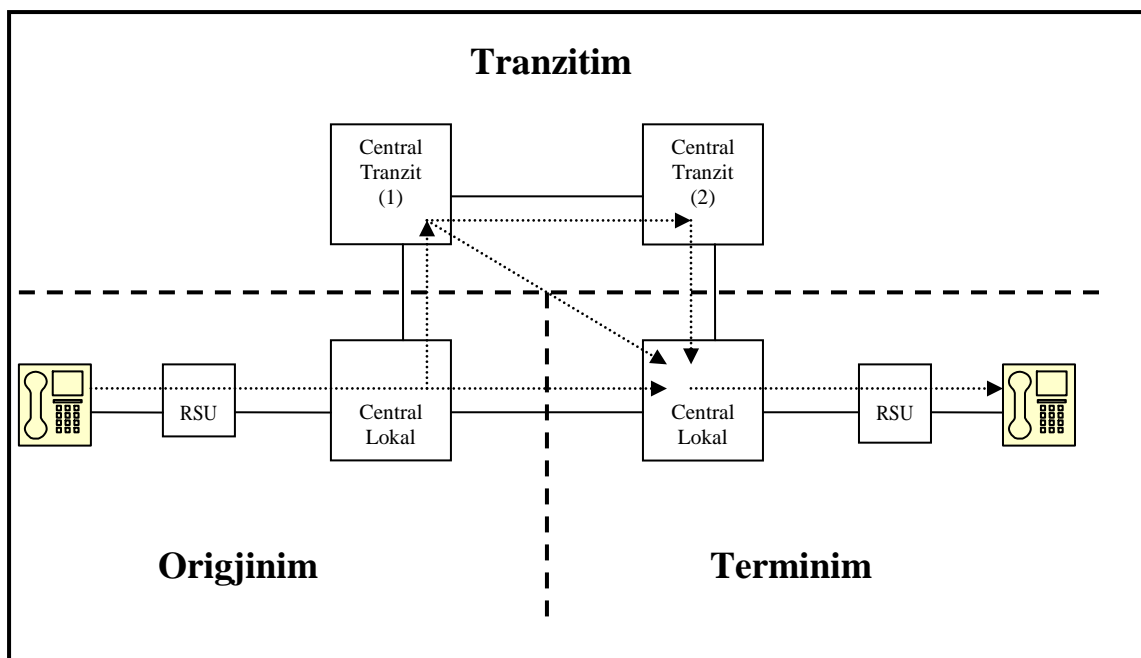 Tranzitim
Central
Tranzit
(1)
Central
Tranzit
(2)
RSU
Central
Lokal
Central
Lokal
RSU
Origjinim
Terminim